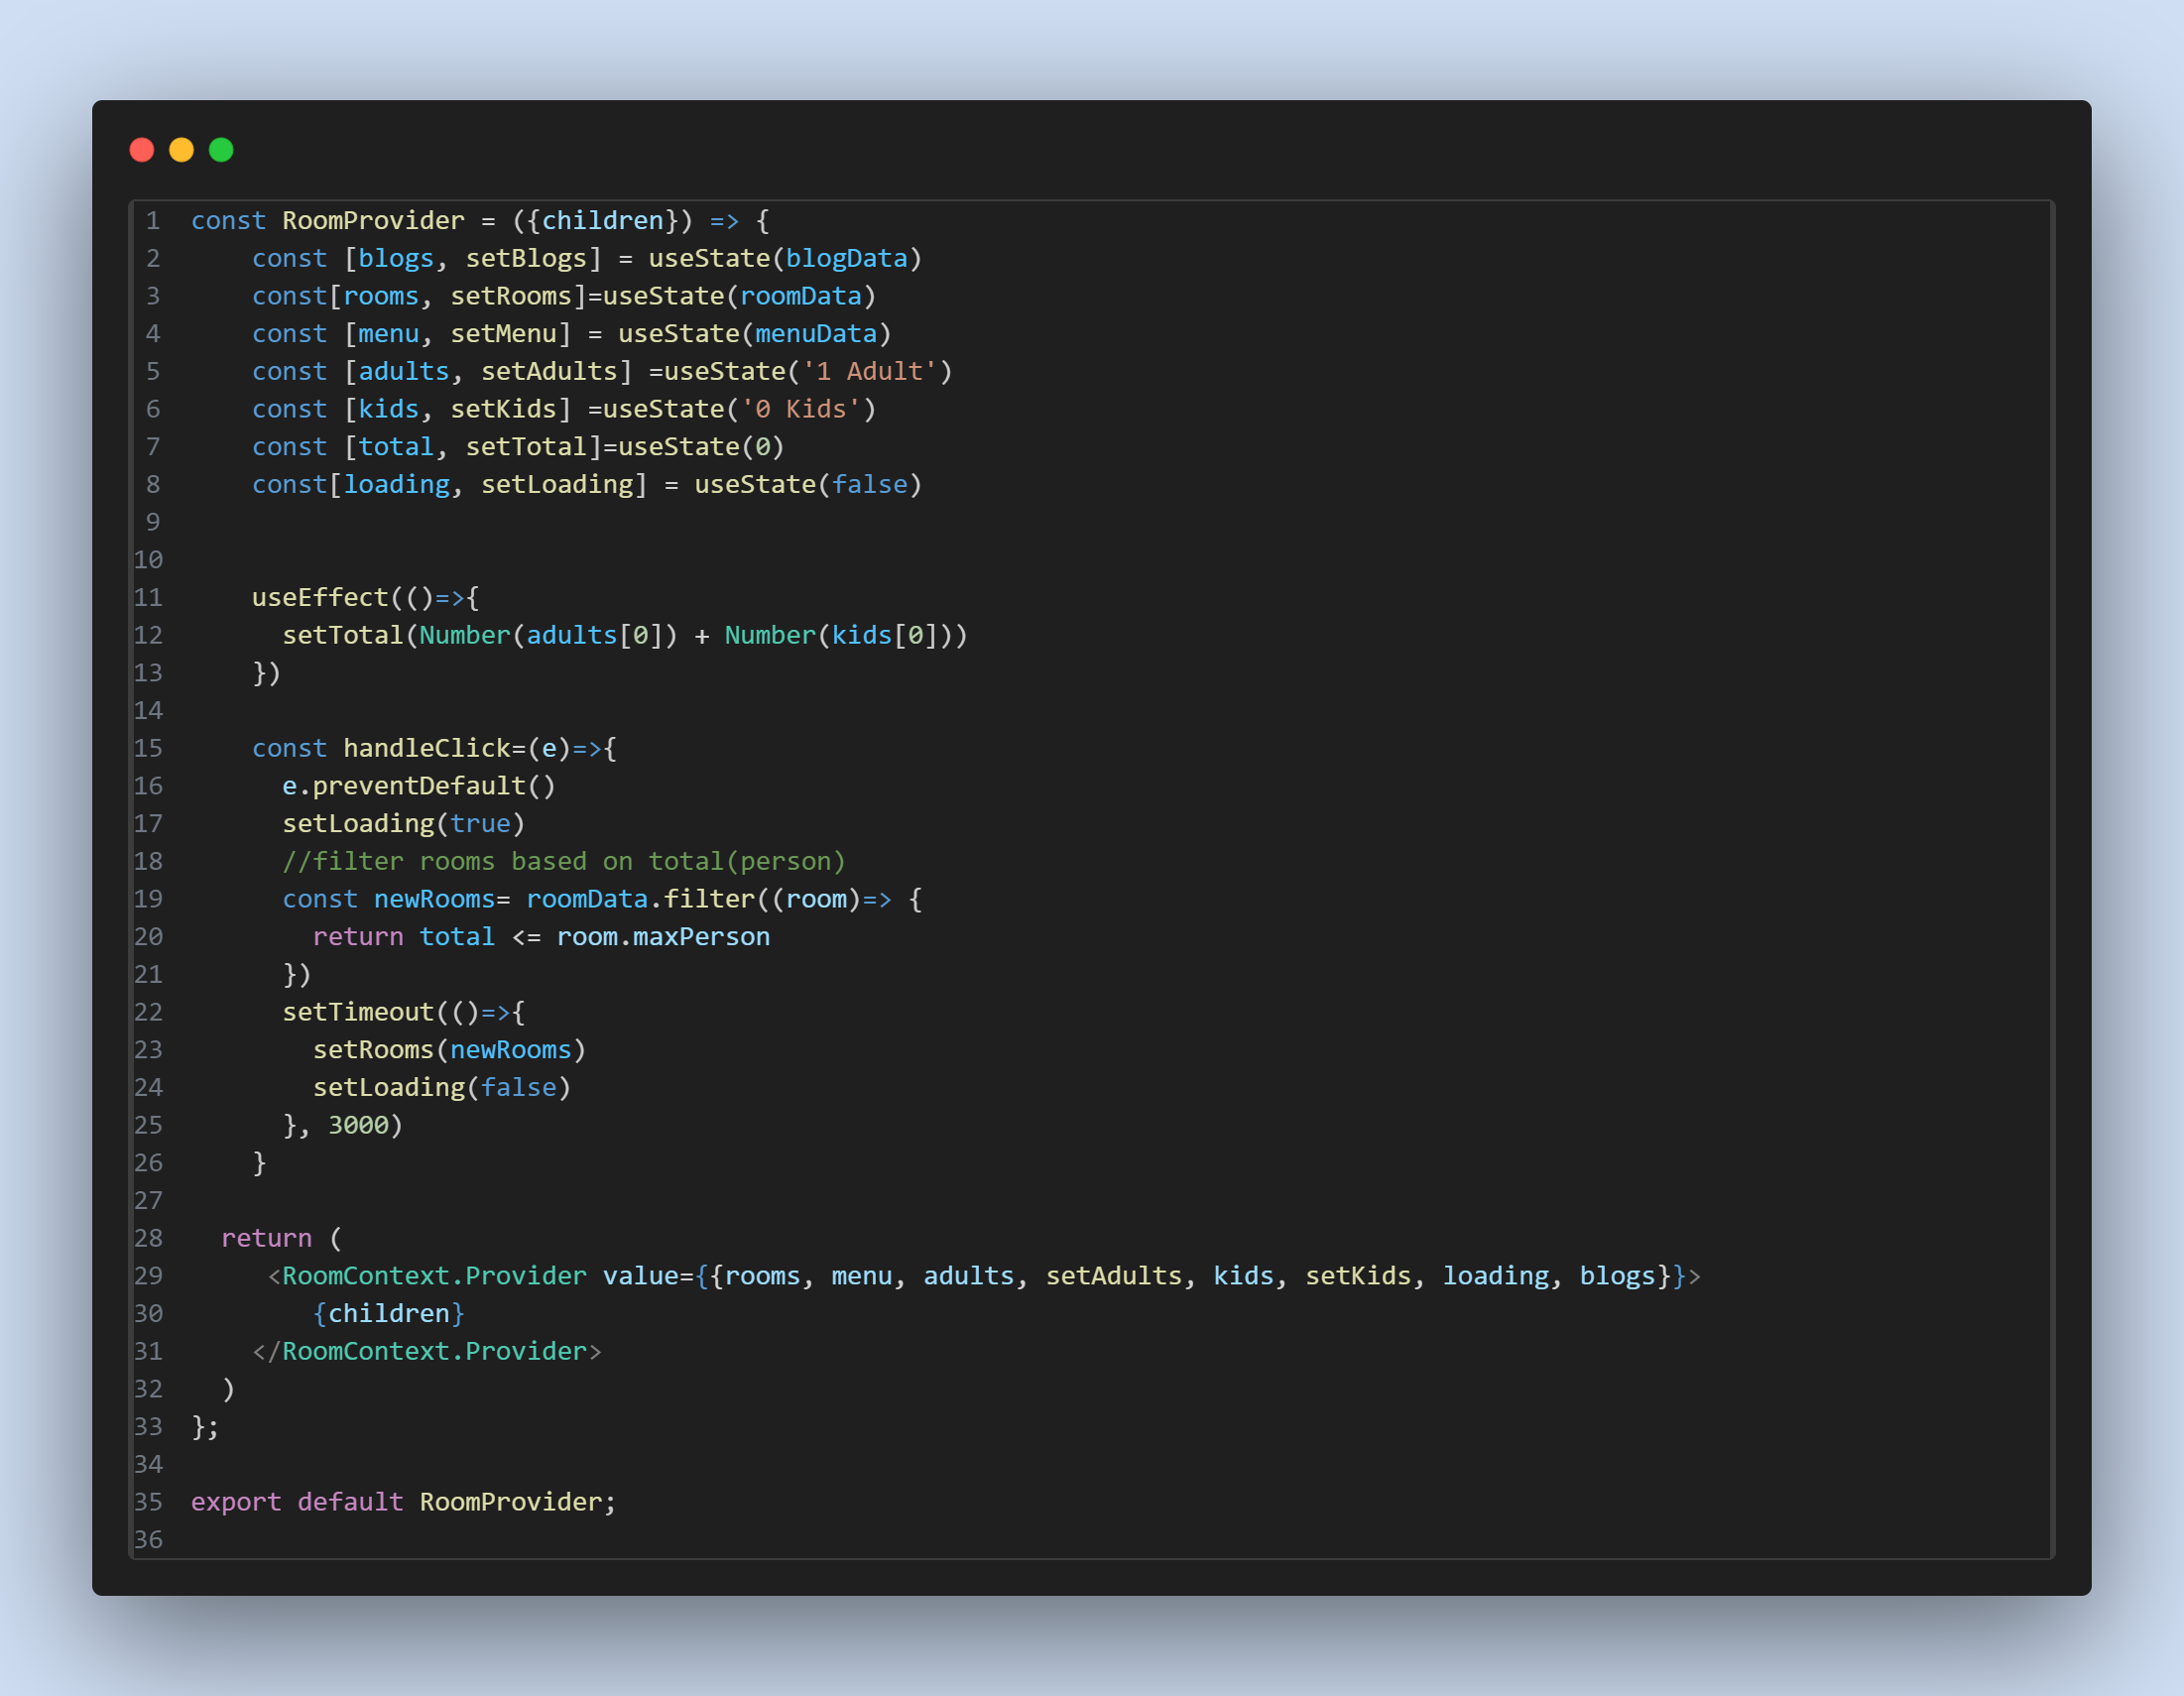 1 const RoomProvider = ({children}) => {
2     const [blogs, setBlogs] = useState(blogData)
3     const[rooms, setRooms]=useState(roomData)
4     const [menu, setMenu] = useState(menuData)
5     const [adults, setAdults] =useState('1 Adult')
6     const [kids, setKids] =useState('0 Kids')
7     const [total, setTotal]=useState(0)
8     const[loading, setLoading] = useState(false)
9
10
11     useEffect(()=>{
12       setTotal(Number(adults[0]) + Number(kids[0]))
13     })
14
15     const handleClick=(e)=>{
16       e.preventDefault()
17       setLoading(true)
18       //filter rooms based on total(person)
19       const newRooms= roomData.filter((room)=> {
20         return total <= room.maxPerson
21       })
22       setTimeout(()=>{
23         setRooms(newRooms)
24         setLoading(false)
25       }, 3000)
26     }
27
28   return (
29      <RoomContext.Provider value={{rooms, menu, adults, setAdults, kids, setKids, loading, blogs}}>
30         {children}
31     </RoomContext.Provider>
32   )
33 };
34
35 export default RoomProvider;
36